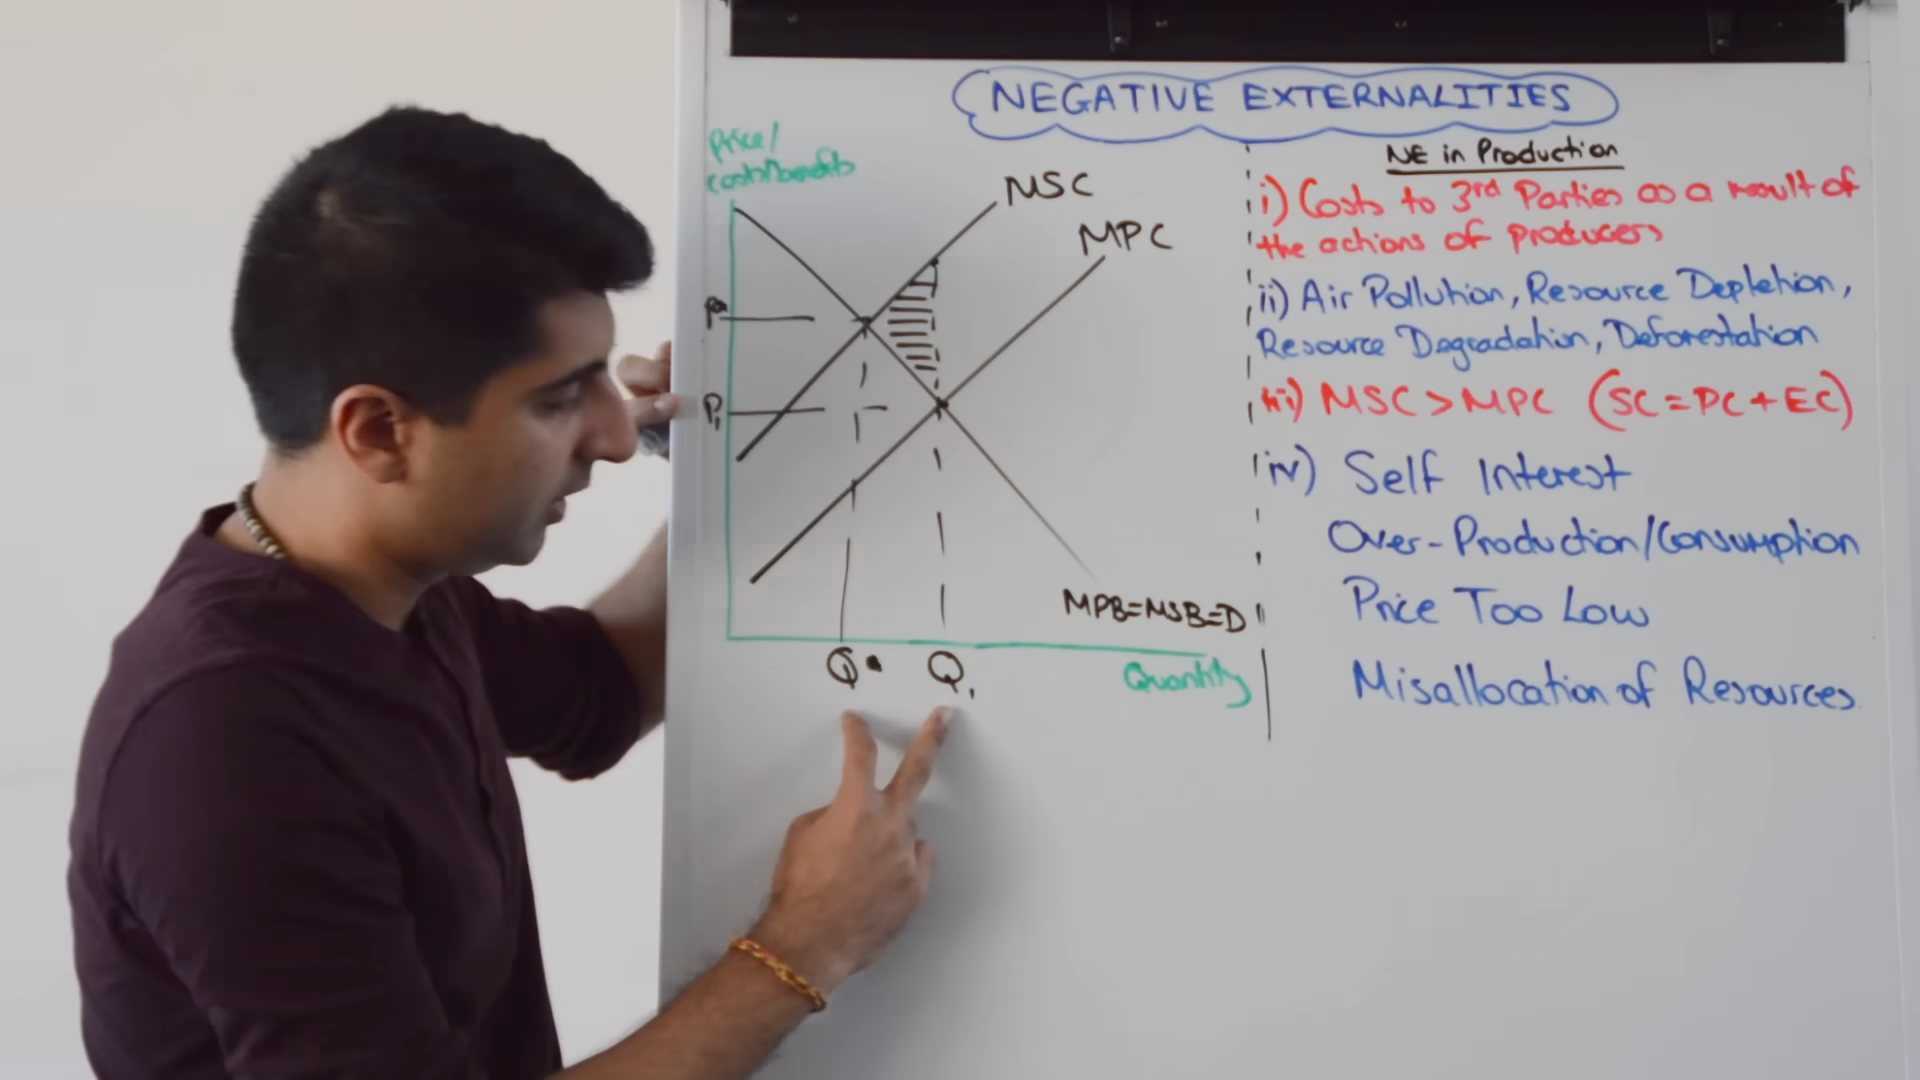 NEGATIVE EXTERNALITIES
Price/
Costs/Benefits
MSC
MPC
P*
P1
MPB=MSB=D
Q*
Q1
Quantity
NE in Production
i) Costs to 3rd Parties as a result of
the actions of producers
ii) Air Pollution, Resource Depletion,
Resource Degradation, Deforestation
iii) MSC > MPC (SC = PC + EC)
iv) Self Interest
Over-Production/Consumption
Price Too Low
Misallocation of Resources